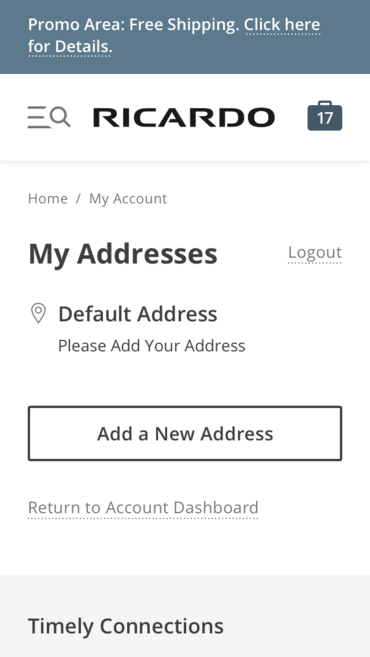 Promo Area: Free Shipping. Click here
for Details.
RICARDO
17
Home / My Account
My Addresses
Logout
Default Address
Please Add Your Address
Add a New Address
Return to Account Dashboard
Timely Connections